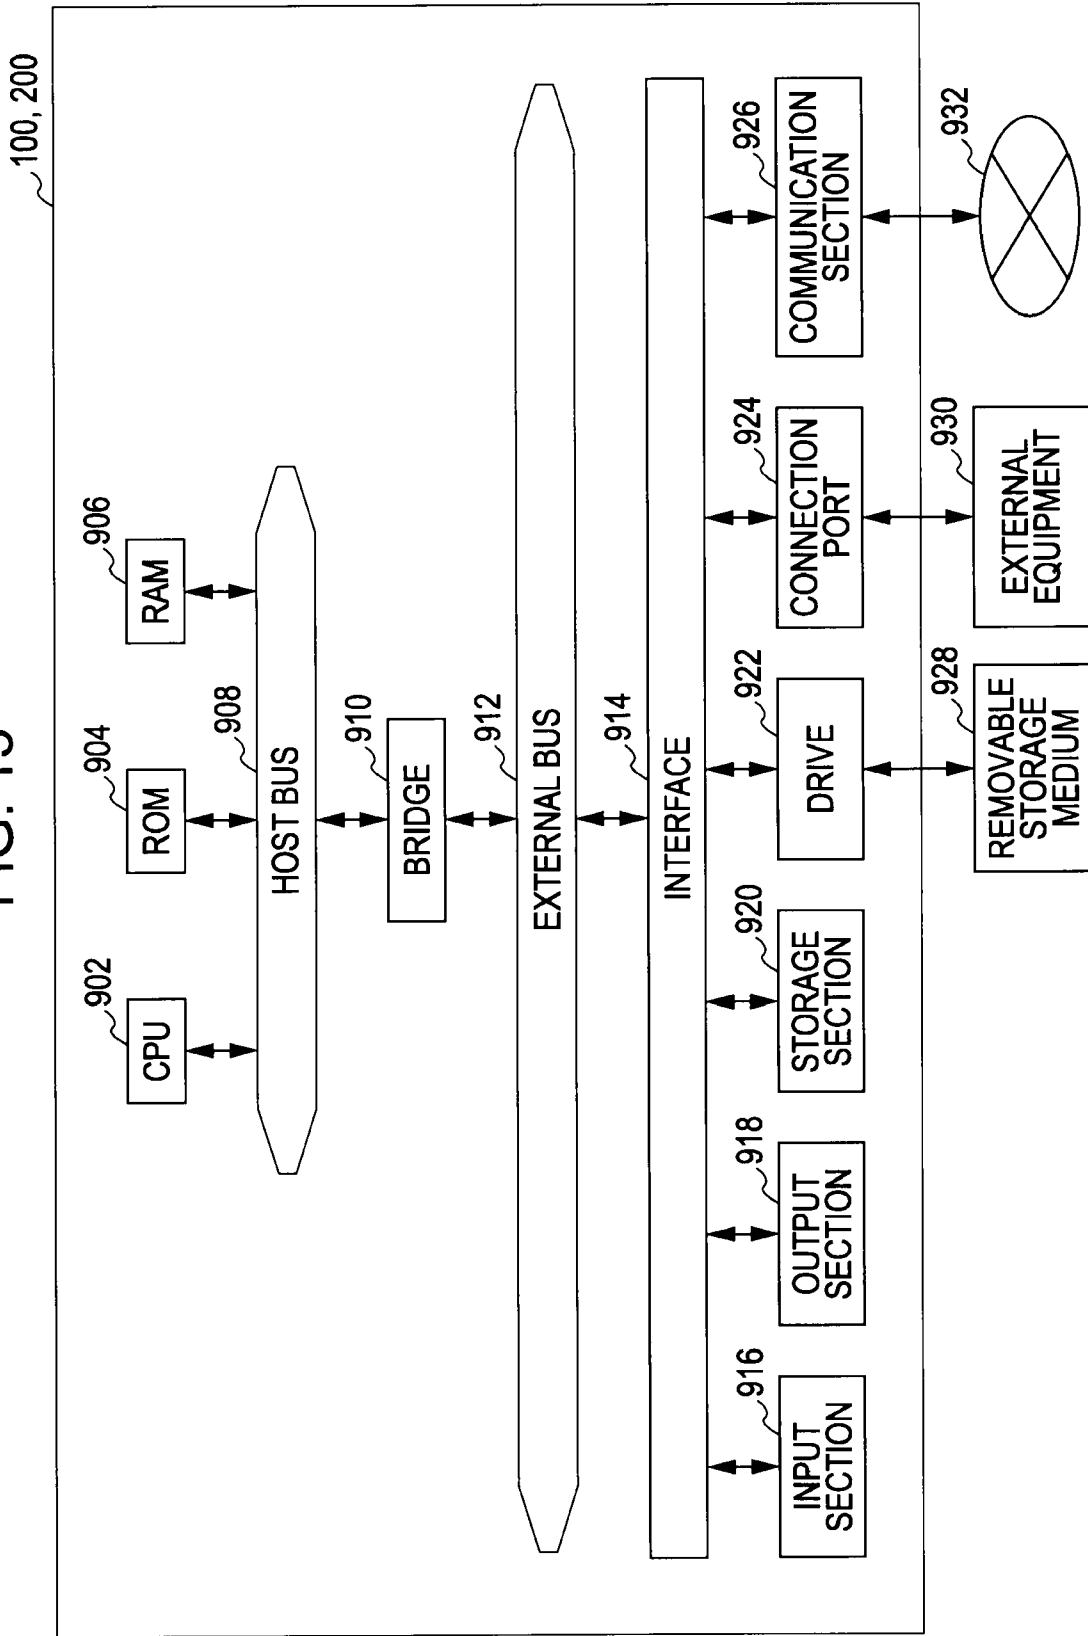 FIG.
100, 200
902
904
906
CPU
ROM
RAM
908
HOST BUS
910
BRIDGE
912
EXTERNAL BUS
914
INTERFACE
916
918
920
922
924
926
INPUT
SECTION
OUTPUT
SECTION
STORAGE
SECTION
DRIVE
CONNECTION
PORT
COMMUNICATION
SECTION
928
930
932
REMOVABLE
STORAGE
MEDIUM
EXTERNAL
EQUIPMENT